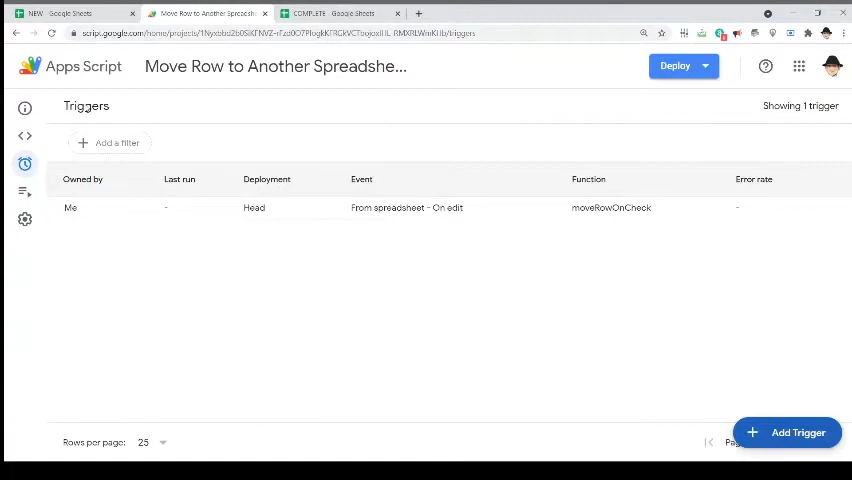 NEW - Google Sheets
Move Row to Another Spreadshe
COMPLETE - Google Sheets
Apps Script
Move Row to Another Spreadshe...
Deploy
Triggers
Showing 1 trigger
Add a filter
Owned by Last run Deployment Event Function Error rate
Me - Head From spreadsheet - On edit moveRowOnCheck -
Add Trigger
Rows per page: 25